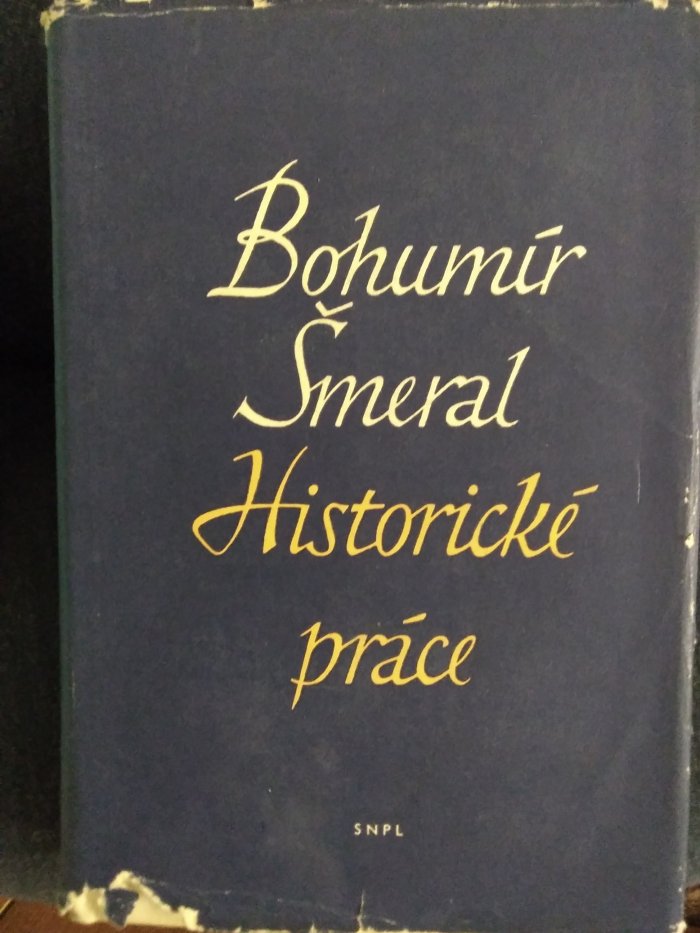 Bohumír
Šmeral
Historické
práce
SNPL